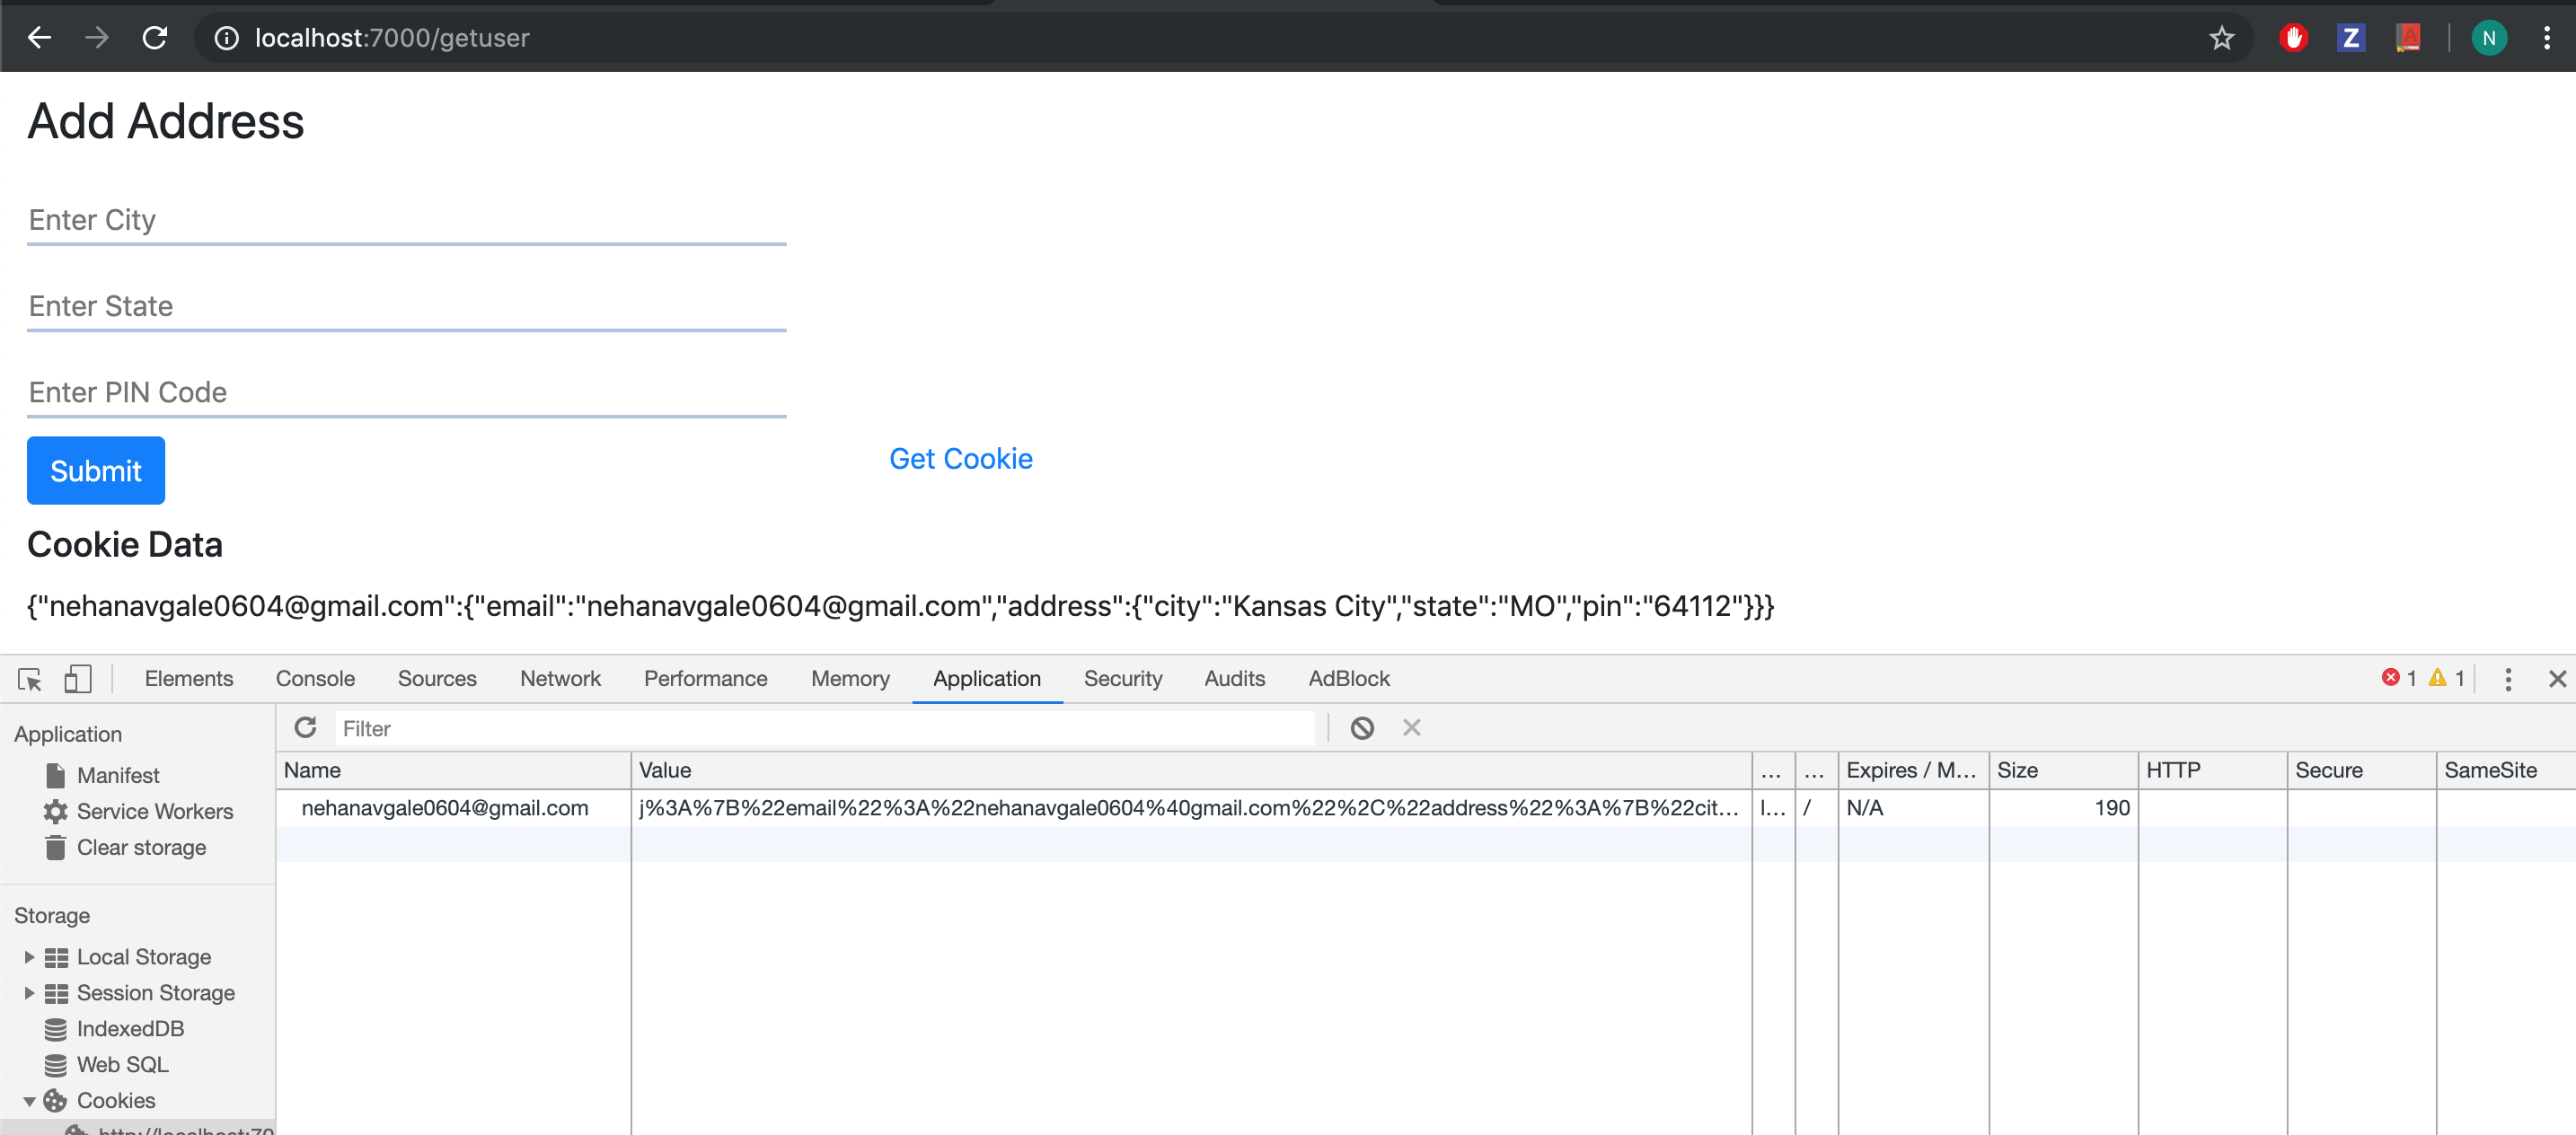 localhost:7000/getuser
Z
A
N
Add Address
Enter City
Enter State
Enter PIN Code
Submit
Get Cookie
Cookie Data
{"nehanavgale0604@gmail.com":{"email":"nehanavgale0604@gmail.com","address":{"city":"Kansas City","state":"MO","pin":"64112"}}}
Elements Console Sources Network Performance Memory Application Security Audits AdBlock 1 1
Application
Manifest
Service Workers
Clear storage
Storage
Local Storage
Session Storage
IndexedDB
Web SQL
Cookies
http://localhost:70
Filter
Name Value ... ... Expires / M... Size HTTP Secure SameSite
nehanavgale0604@gmail.com j%3A%7B%22email%22%3A%22nehanavgale0604%40gmail.com%22%2C%22address%22%3A%7B%22cit... l... / N/A 190